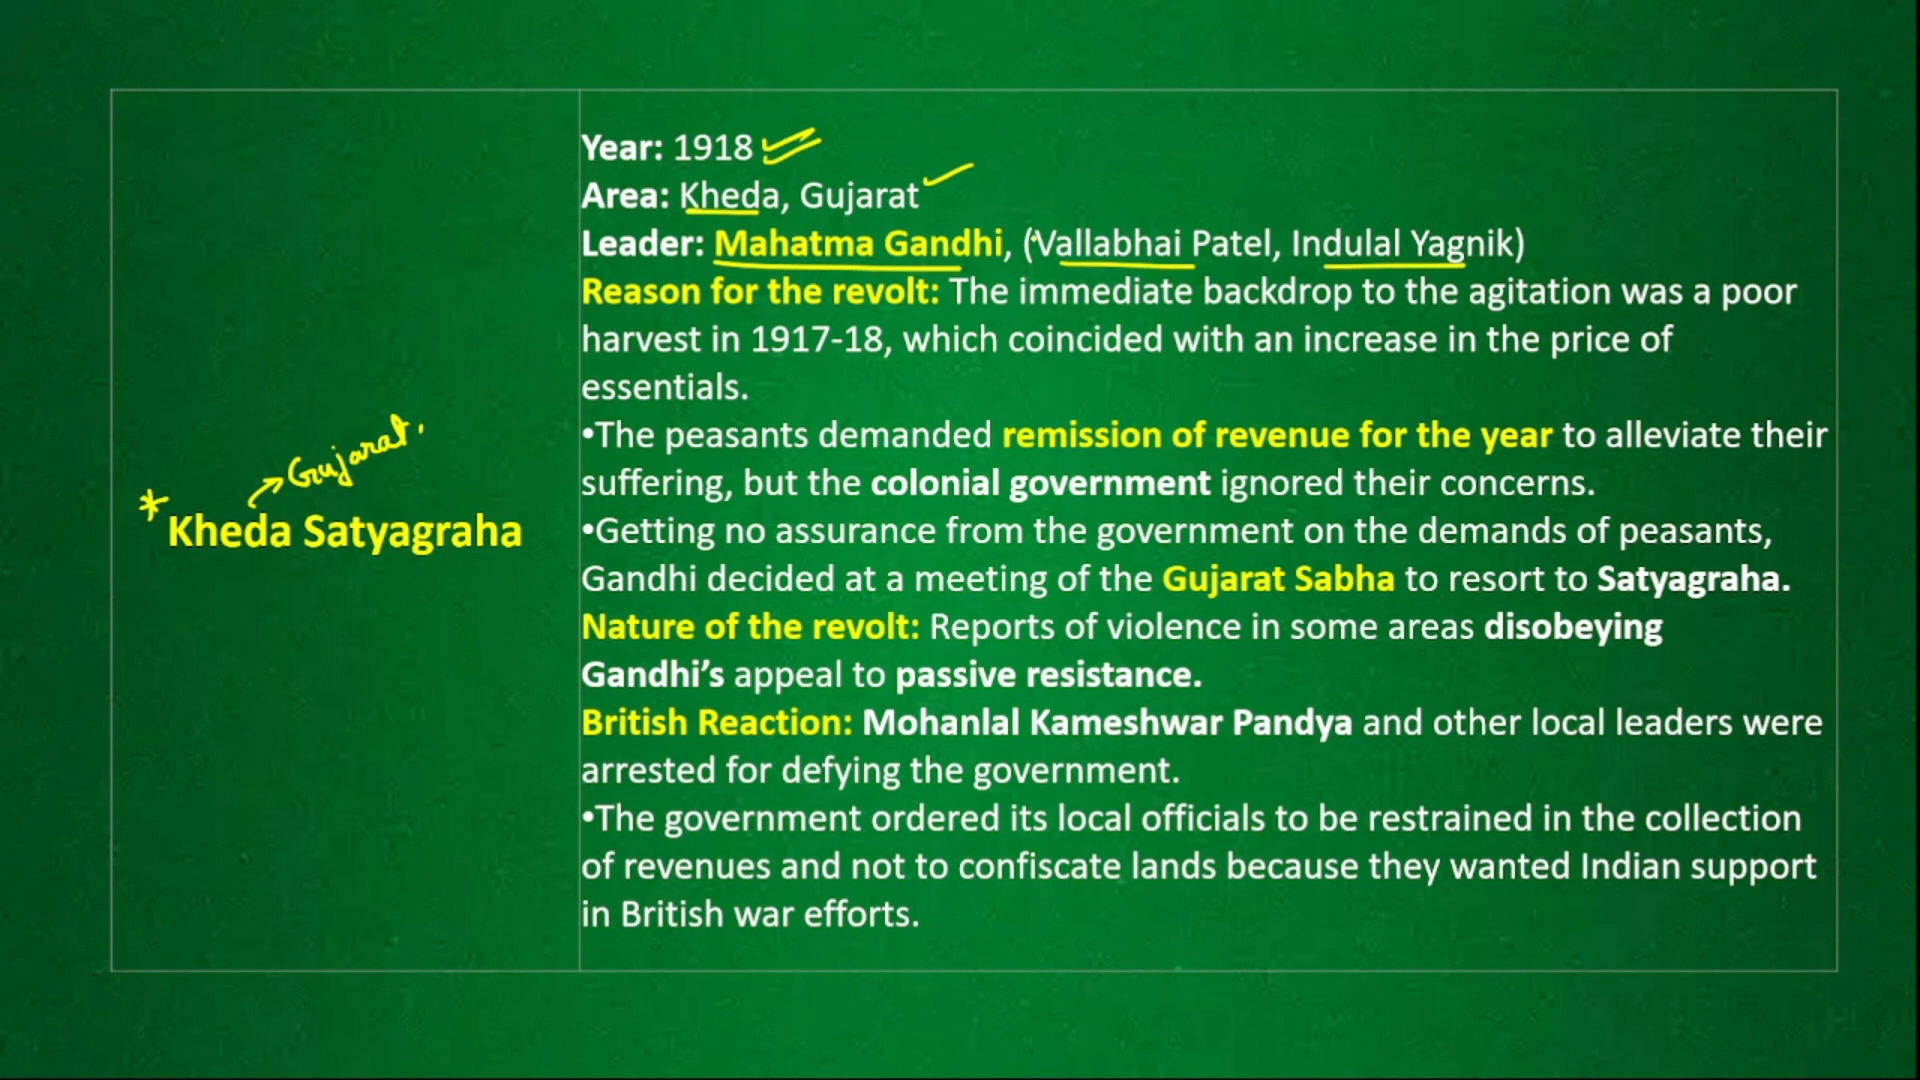 Gujarat.
* Kheda Satyagraha
Year: 1918
Area: Kheda, Gujarat
Leader: Mahatma Gandhi, (Vallabhai Patel, Indulal Yagnik)
Reason for the revolt: The immediate backdrop to the agitation was a poor
harvest in 1917-18, which coincided with an increase in the price of
essentials.
•The peasants demanded remission of revenue for the year to alleviate their
suffering, but the colonial government ignored their concerns.
•Getting no assurance from the government on the demands of peasants,
Gandhi decided at a meeting of the Gujarat Sabha to resort to Satyagraha.
Nature of the revolt: Reports of violence in some areas disobeying
Gandhi’s appeal to passive resistance.
British Reaction: Mohanlal Kameshwar Pandya and other local leaders were
arrested for defying the government.
•The government ordered its local officials to be restrained in the collection
of revenues and not to confiscate lands because they wanted Indian support
in British war efforts.